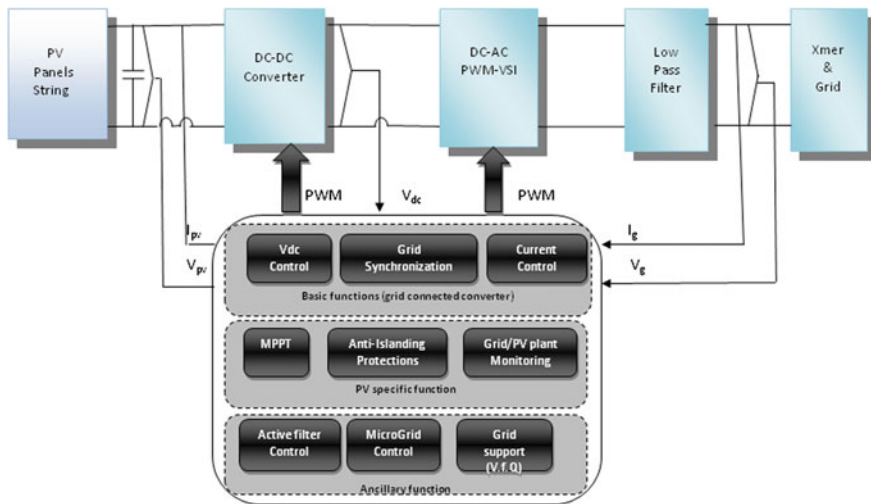 PV
Panels
String
DC-DC
Converter
DC-AC
PWM-VSI
Low
Pass
Filter
Xmer
&
Grid
PWM
Vdc
PWM
Ipv
Vpv
Ig
Vg
Vdc
Control
Grid
Synchronization
Current
Control
Basic functions (grid connected converter)
MPPT
Anti-Islanding
Protections
Grid/PV plant
Monitoring
PV specific function
Active filter
Control
MicroGrid
Control
Grid
support
(V.f.Q)
Ancillary function